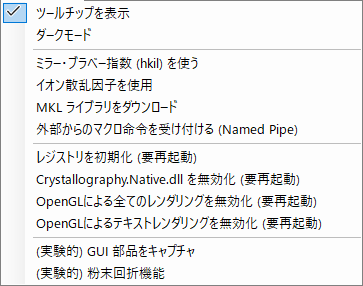 ツールチップを表示
ダークモード
ミラー・ブラベー指数 (hkil) を使う
イオン散乱因子を使用
MKL ライブラリをダウンロード
外部からのマクロ命令を受け付ける (Named Pipe)
レジストリを初期化 (要再起動)
Crystallography.Native.dll を無効化 (要再起動)
OpenGLによる全てのレンダリングを無効化 (要再起動)
OpenGLによるテキストレンダリングを無効化 (要再起動)
(実験的) GUI 部品をキャプチャ
(実験的) 粉末回折機能